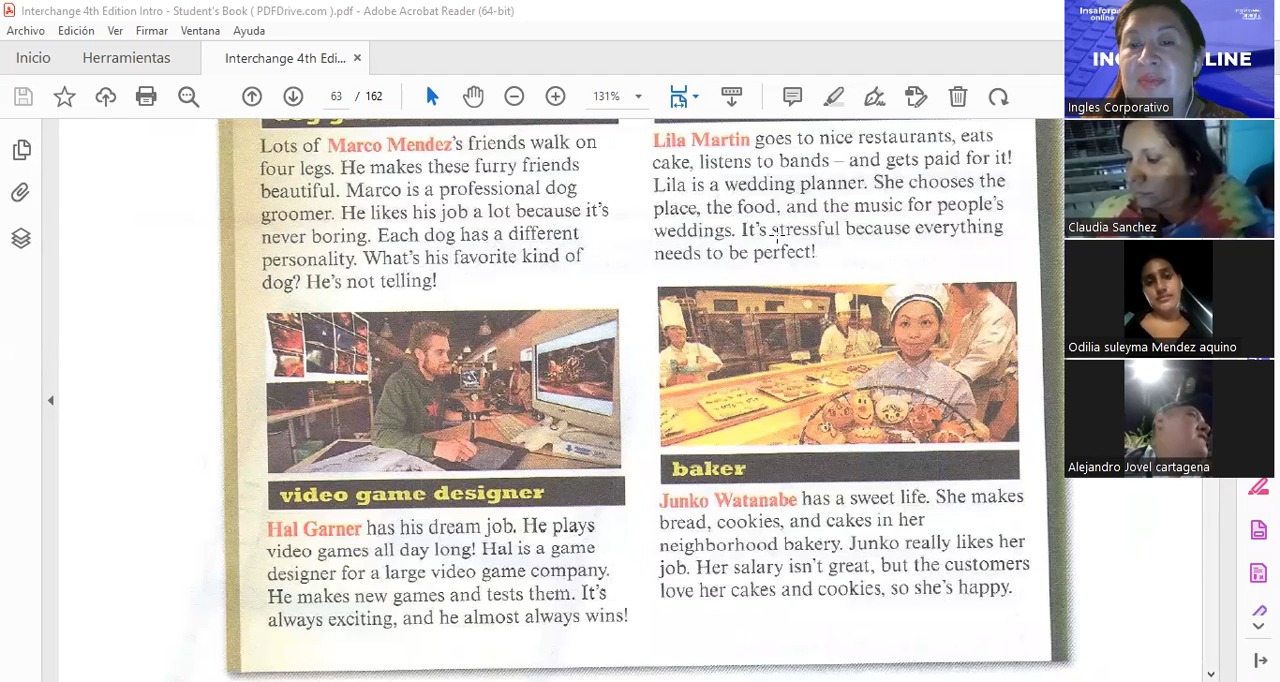 Interchange 4th Edition Intro - Student's Book ( PDFDrive.com ).pdf - Adobe Acrobat Reader (64-bit)
Archivo Edición Ver Firmar Ventana Ayuda
Inicio Herramientas Interchange 4th Edi... ×
63 / 162 131%
Insaforp
online
LINE
Ingles Corporativo
Claudia Sanchez
Odilia suleyma Mendez aquino
Alejandro Jovel cartagena
Lots of Marco Mendez's friends walk on
four legs. He makes these furry friends
beautiful. Marco is a professional dog
groomer. He likes his job a lot because it's
never boring. Each dog has a different
personality. What's his favorite kind of
dog? He's not telling!
video game designer
Hal Garner has his dream job. He plays
video games all day long! Hal is a game
designer for a large video game company.
He makes new games and tests them. It's
always exciting, and he almost always wins!
Lila Martin goes to nice restaurants, eats
cake, listens to bands – and gets paid for it!
Lila is a wedding planner. She chooses the
place, the food, and the music for people's
weddings. It's stressful because everything
needs to be perfect!
baker
Junko Watanabe has a sweet life. She makes
bread, cookies, and cakes in her
neighborhood bakery. Junko really likes her
job. Her salary isn't great, but the customers
love her cakes and cookies, so she's happy.